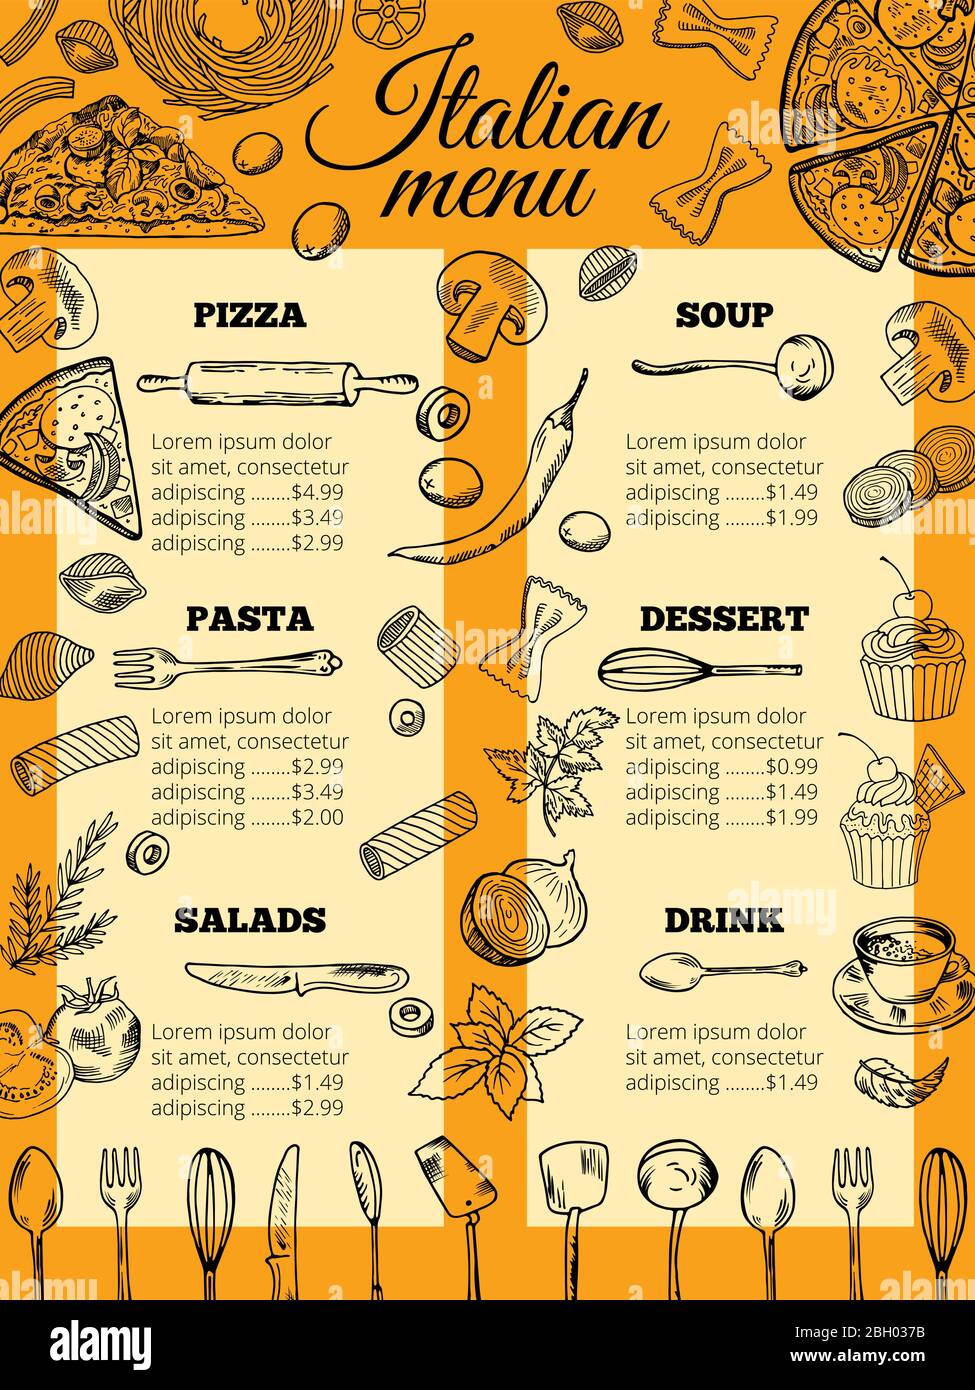 Italian
menu
PIZZA
Lorem ipsum dolor
sit amet, consectetur
adipiscing ........$4.99
adipiscing ........$3.49
adipiscing ........$2.99
PASTA
Lorem ipsum dolor
sit amet, consectetur
adipiscing ........$2.99
adipiscing ........$3.49
adipiscing ........$2.00
SALADS
Lorem ipsum dolor
sit amet, consectetur
adipiscing ........$1.49
adipiscing ........$2.99
SOUP
Lorem ipsum dolor
sit amet, consectetur
adipiscing ........$1.49
adipiscing ........$1.99
DESSERT
Lorem ipsum dolor
sit amet, consectetur
adipiscing ........$0.99
adipiscing ........$1.49
adipiscing ........$1.99
DRINK
Lorem ipsum dolor
sit amet, consectetur
adipiscing ........$1.49
alamy
alamy
Image ID: 2BH037B
www.alamy.com